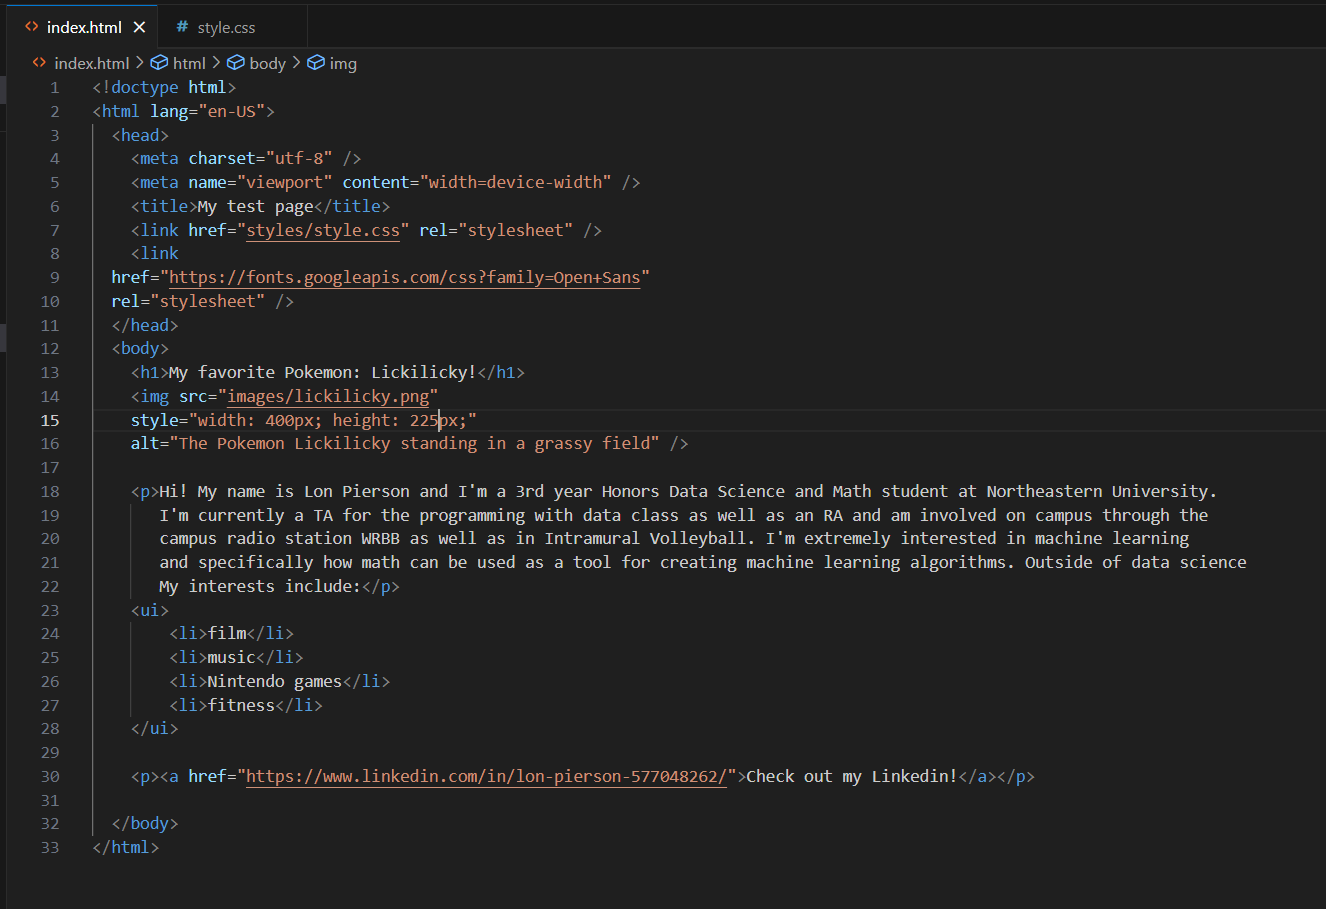 index.html
style.css
index.html > html > body > img
1 <!doctype html>
2 <html lang="en-US">
3 <head>
4 <meta charset="utf-8" />
5 <meta name="viewport" content="width=device-width" />
6 <title>My test page</title>
7 <link href="styles/style.css" rel="stylesheet" />
8 <link
9 href="https://fonts.googleapis.com/css?family=Open+Sans"
10 rel="stylesheet" />
11 </head>
12 <body>
13 <h1>My favorite Pokemon: Lickilicky!</h1>
14 <img src="images/lickilicky.png"
15 style="width: 400px; height: 225px;"
16 alt="The Pokemon Lickilicky standing in a grassy field" />
17
18 <p>Hi! My name is Lon Pierson and I'm a 3rd year Honors Data Science and Math student at Northeastern University.
19 I'm currently a TA for the programming with data class as well as an RA and am involved on campus through the
20 campus radio station WRBB as well as in Intramural Volleyball. I'm extremely interested in machine learning
21 and specifically how math can be used as a tool for creating machine learning algorithms. Outside of data science
22 My interests include:</p>
23 <ui>
24 <li>film</li>
25 <li>music</li>
26 <li>Nintendo games</li>
27 <li>fitness</li>
28 </ui>
29
30 <p><a href="https://www.linkedin.com/in/lon-pierson-577048262/">Check out my Linkedin!</a></p>
31
32 </body>
33 </html>